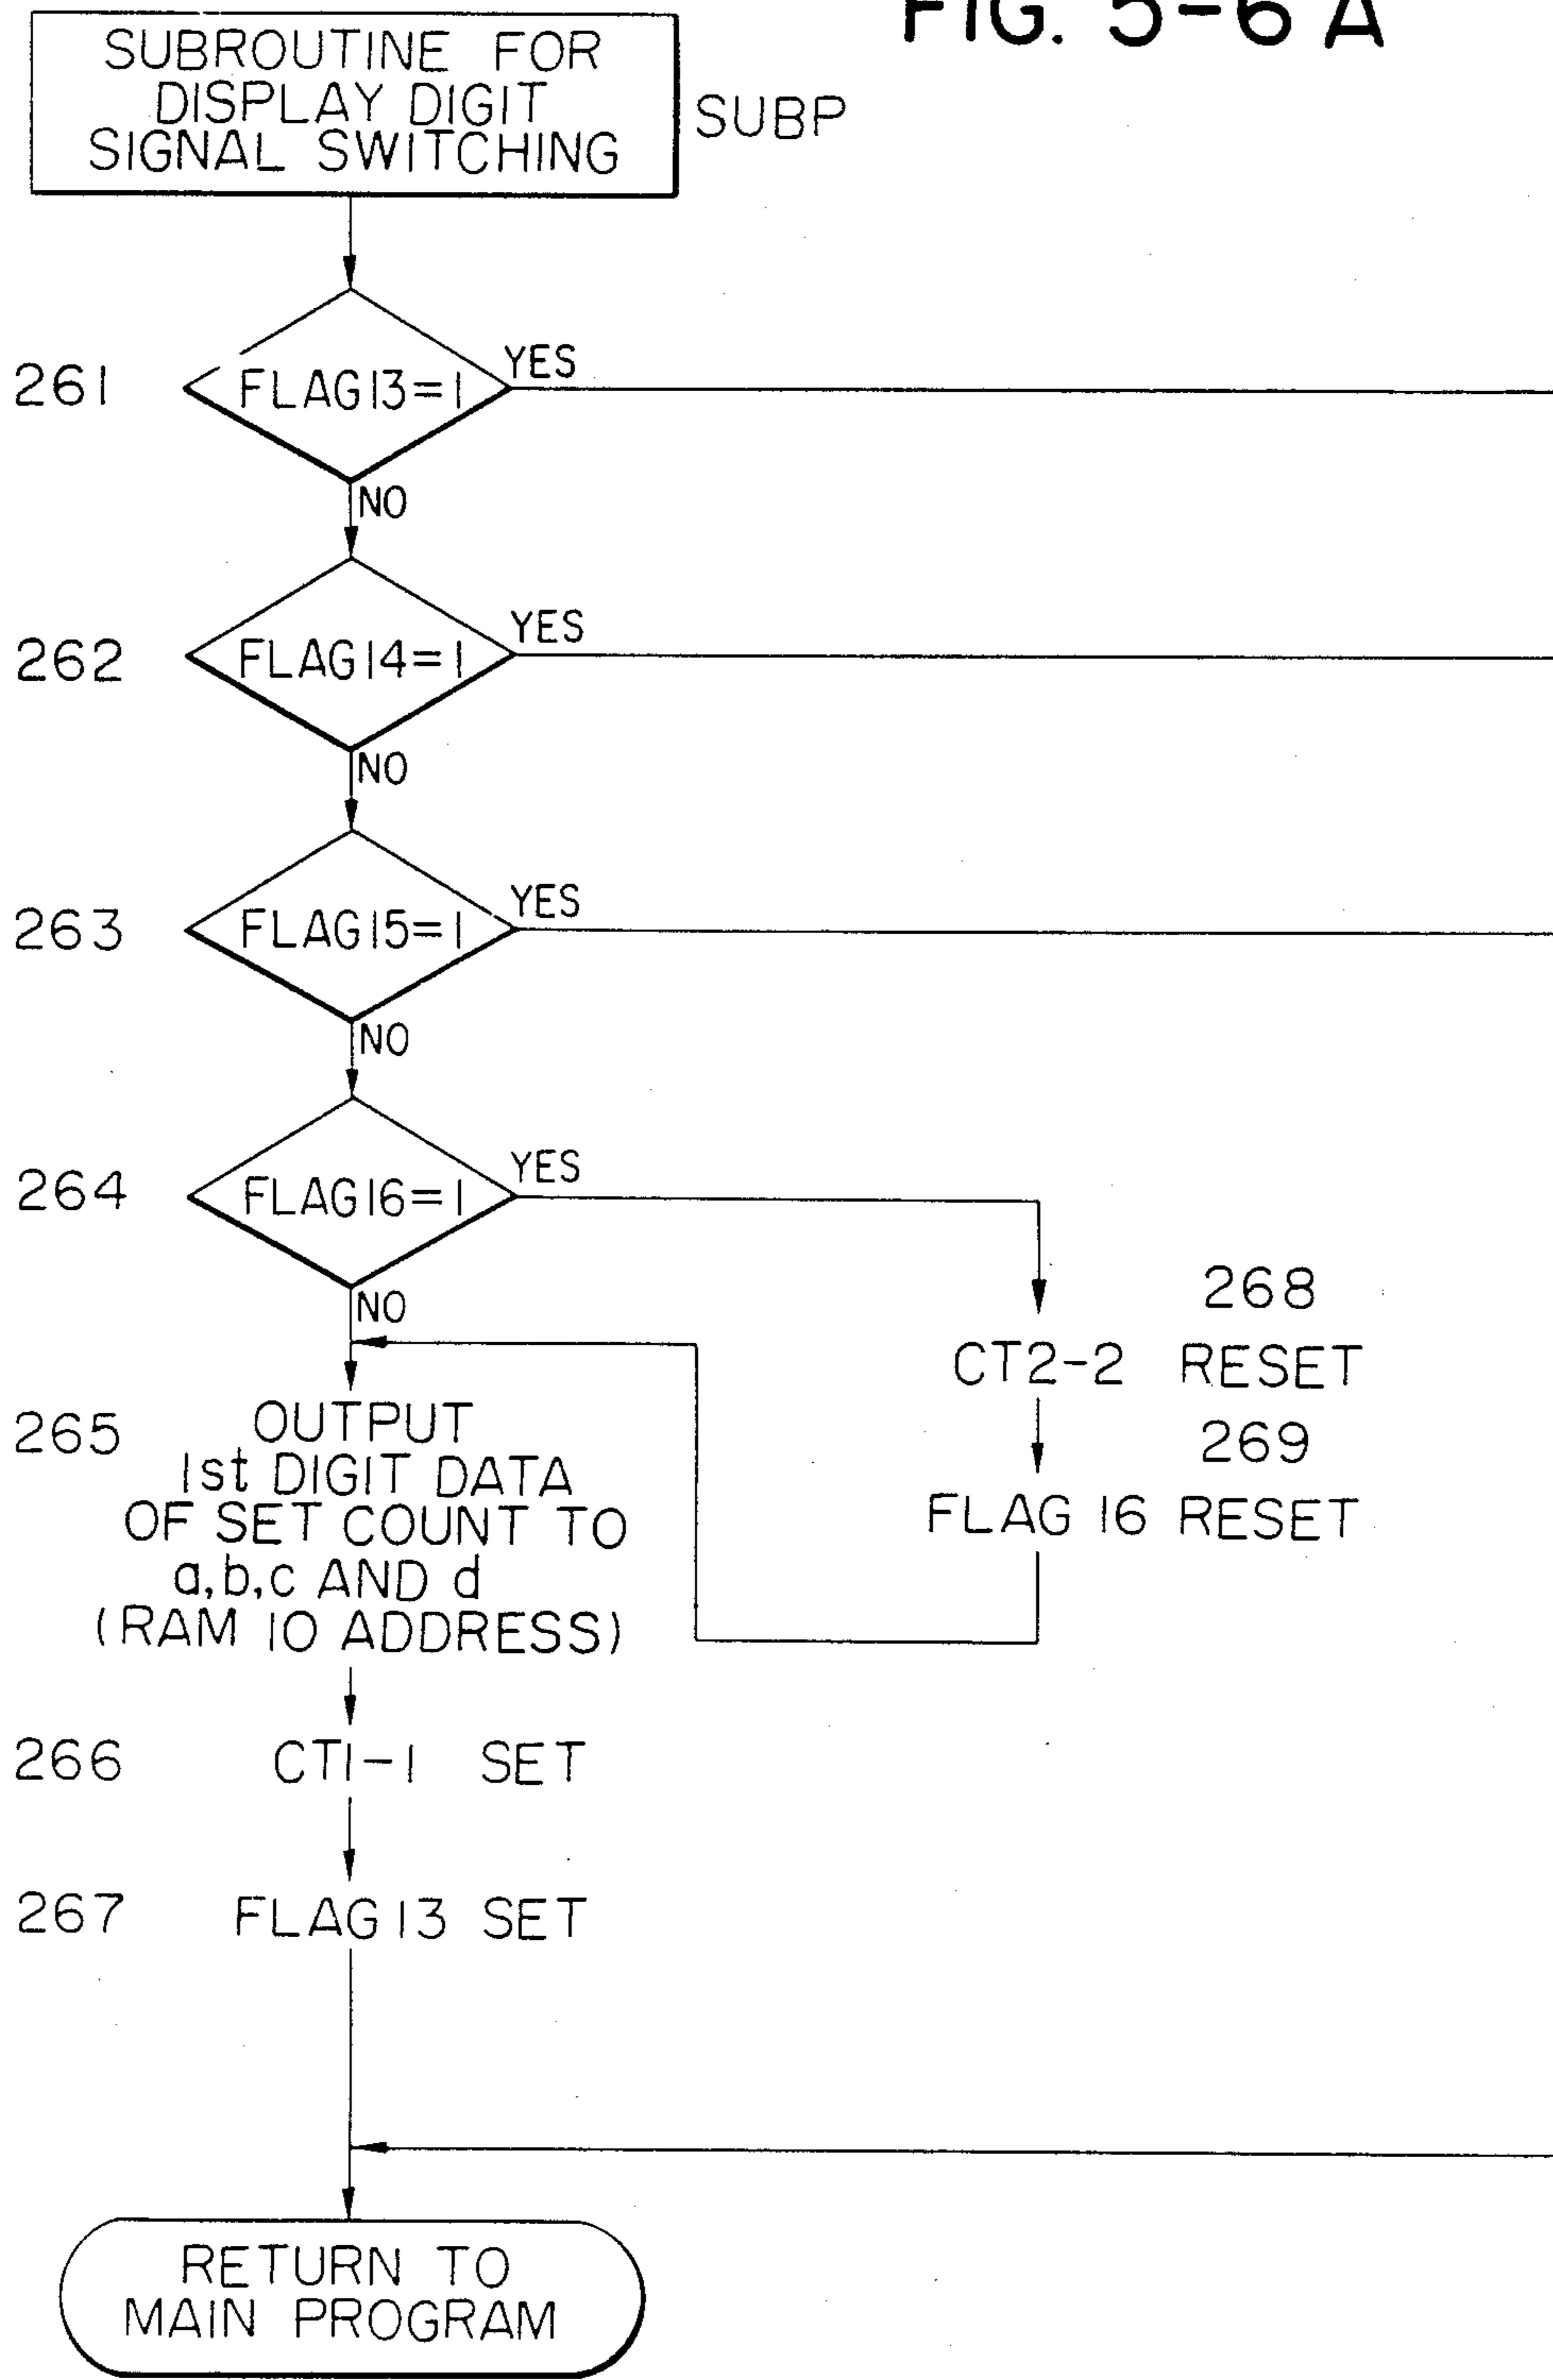 FIG. 5-6 A
SUBROUTINE FOR
DISPLAY DIGIT
SIGNAL SWITCHING
SUBP
261
FLAG13=1
YES
NO
262
FLAG14=1
YES
NO
263
FLAG15=1
YES
NO
264
FLAG16=1
YES
NO
268
CT2-2 RESET
269
FLAG 16 RESET
265
OUTPUT
1st DIGIT DATA
OF SET COUNT TO
a,b,c AND d
(RAM 10 ADDRESS)
266
CT1-1 SET
267
FLAG13 SET
RETURN TO
MAIN PROGRAM